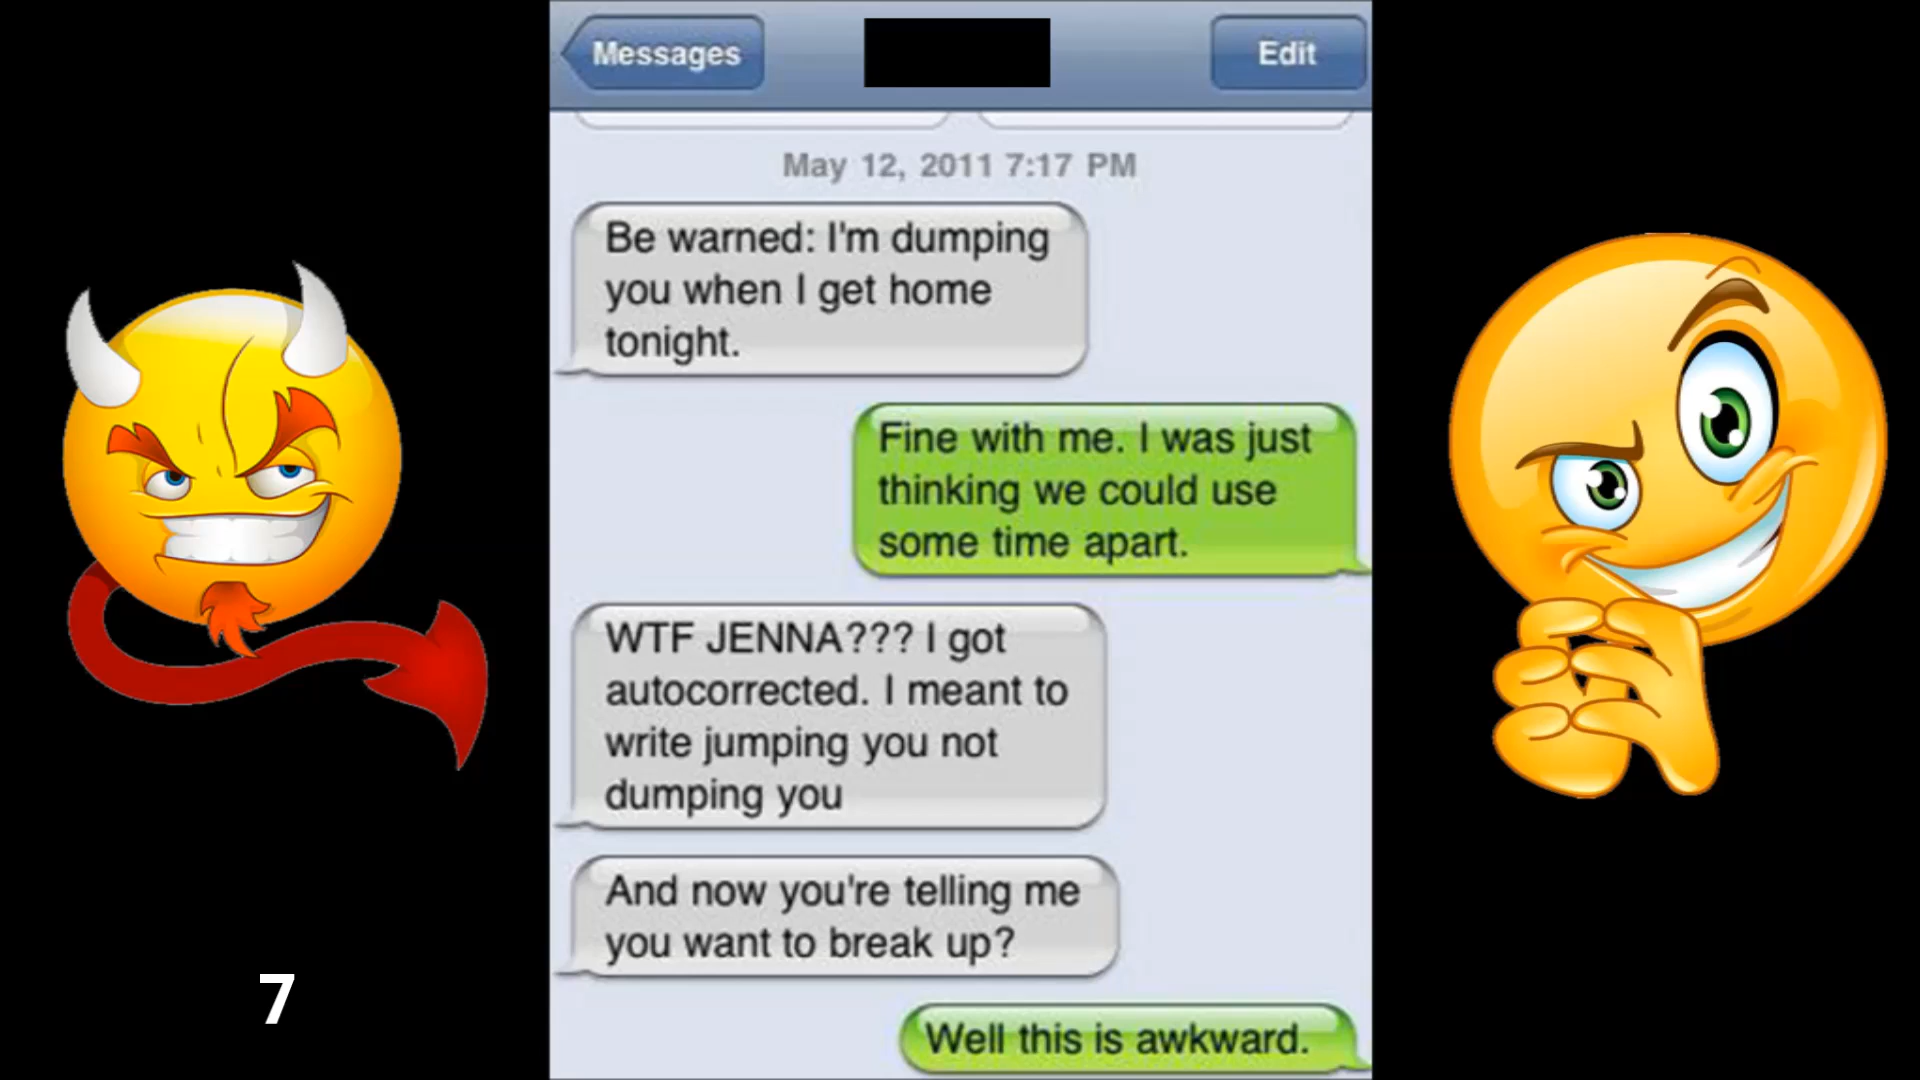 Messages
Edit
May 12, 2011 7:17 PM
Be warned: I'm dumping
you when I get home
tonight.
Fine with me. I was just
thinking we could use
some time apart.
WTF JENNA??? I got
autocorrected. I meant to
write jumping you not
dumping you
And now you're telling me
you want to break up?
Well this is awkward.
7